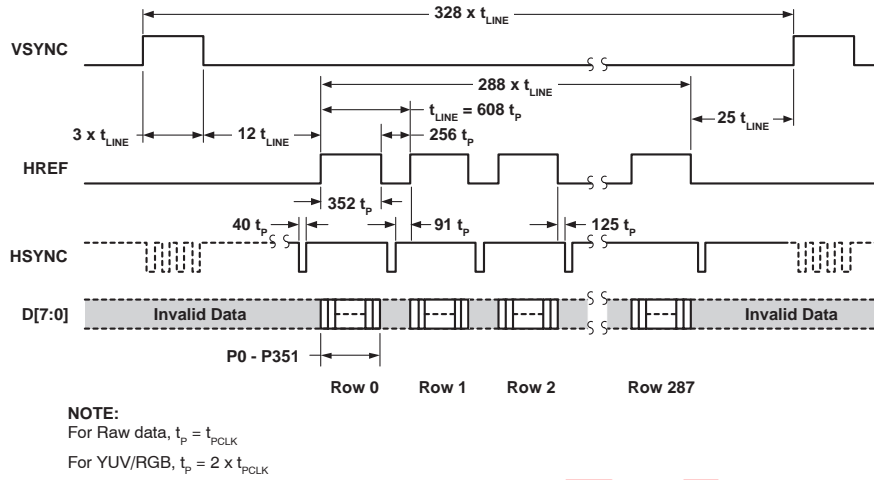 328 x tLINE
VSYNC
288 x tLINE
tLINE = 608 tP
25 tLINE
3 x tLINE
12 tLINE
256 tP
HREF
352 tP
40 tP
91 tP
125 tP
HSYNC
D[7:0]
Invalid Data
Invalid Data
P0 - P351
Row 0
Row 1
Row 2
Row 287
NOTE:
For Raw data, tP = tPCLK
For YUV/RGB, tP = 2 x tPCLK